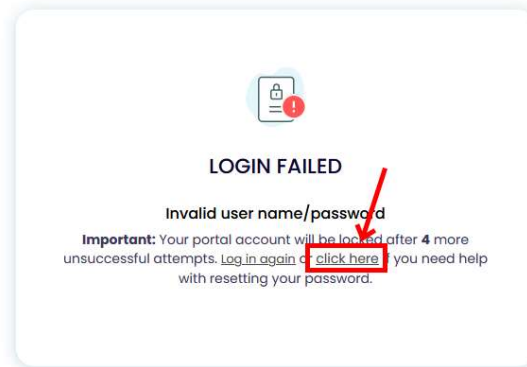 LOGIN FAILED
Invalid user name/password
Important: Your portal account will be locked after 4 more
unsuccessful attempts. Log in again or click here if you need help
with resetting your password.